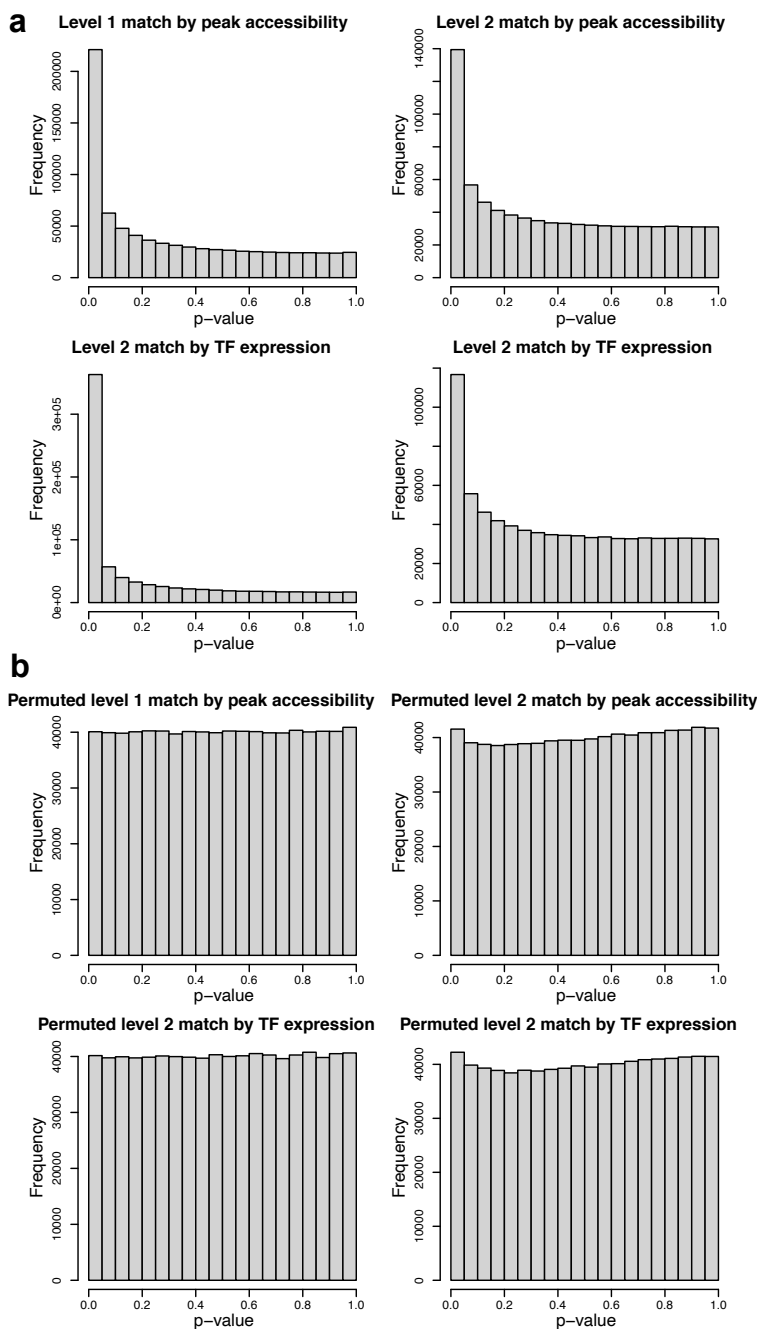 a
Level 1 match by peak accessibility
Frequency
0
50000
100000
150000
200000
0.0 0.2 0.4 0.6 0.8 1.0
p−value
Level 2 match by peak accessibility
Frequency
0
20000
60000
100000
140000
0.0 0.2 0.4 0.6 0.8 1.0
p−value
Level 2 match by TF expression
Frequency
0e+00
1e+05
2e+05
3e+05
0.0 0.2 0.4 0.6 0.8 1.0
p−value
Level 2 match by TF expression
Frequency
0
20000
60000
100000
0.0 0.2 0.4 0.6 0.8 1.0
p−value
b
Permuted level 1 match by peak accessibility
Frequency
0
10000
20000
30000
40000
0.0 0.2 0.4 0.6 0.8 1.0
p−value
Permuted level 2 match by peak accessibility
Frequency
0
10000
20000
30000
40000
0.0 0.2 0.4 0.6 0.8 1.0
p−value
Permuted level 2 match by TF expression
Frequency
0
10000
20000
30000
40000
0.0 0.2 0.4 0.6 0.8 1.0
p−value
Permuted level 2 match by TF expression
Frequency
0
10000
20000
30000
40000
0.0 0.2 0.4 0.6 0.8 1.0
p−value